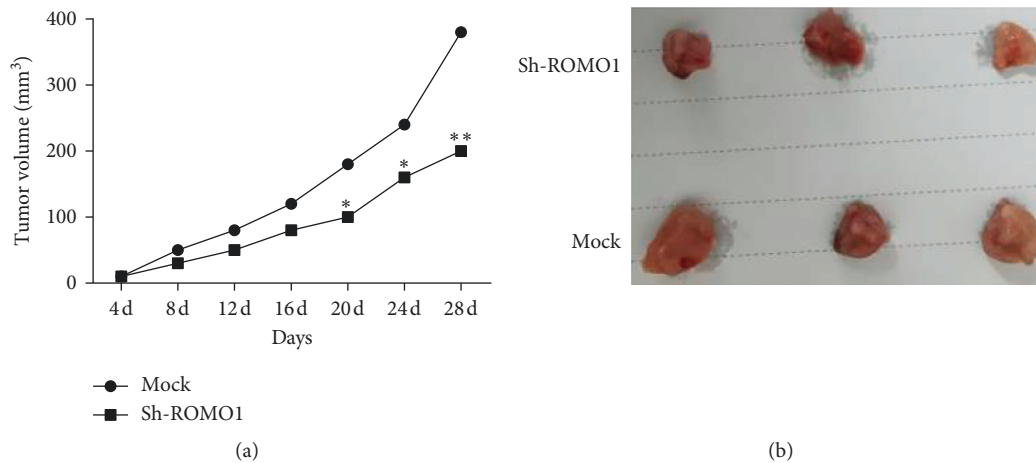 400
300
200
100
0
Tumor volume (mm³)
*
*
**
4 d
8 d
12 d
16 d
20 d
24 d
28 d
Days
Mock
Sh-ROMO1
(a)
Sh-ROMO1
Mock
(b)